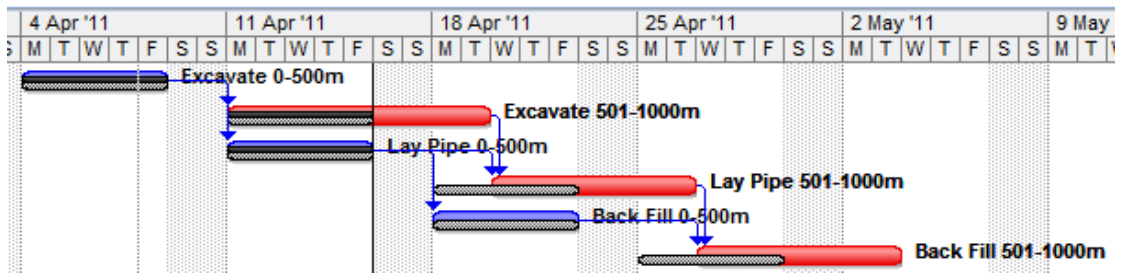 4 Apr '11 11 Apr '11 18 Apr '11 25 Apr '11 2 May '11 9 May
S M T W T F S S M T W T F S S M T W T F S S M T W T F S S M T W T F S S M T W
Excavate 0-500m
Excavate 501-1000m
Lay Pipe 0-500m
Lay Pipe 501-1000m
Back Fill 0-500m
Back Fill 501-1000m